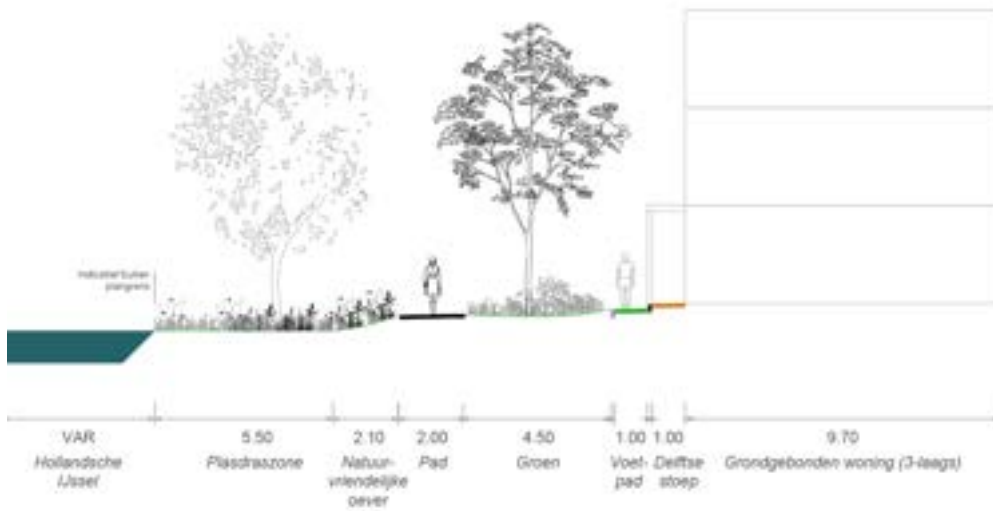 Indicatief buiten
plangrens
VAR 5.50 2.10 2.00 4.50 1.00 1.00 9.70
Hollandsche
IJssel
Plasdraszone
Natuur-
vriendelijke
oever
Pad
Groen
Voet-
pad
Delftse
stoep
Grondgebonden woning (3-laags)